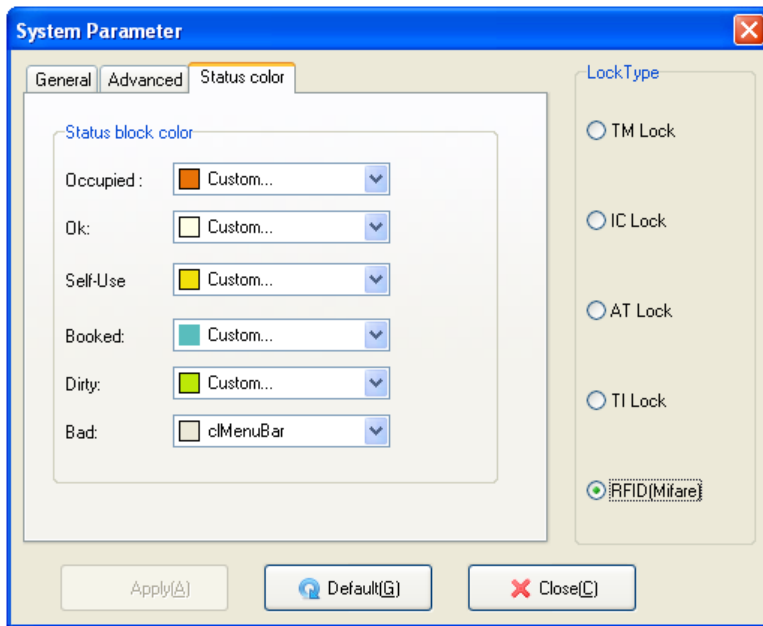 System Parameter
General Advanced Status color
Status block color
Occupied : Custom...
Ok: Custom...
Self-Use Custom...
Booked: Custom...
Dirty: Custom...
Bad: clMenuBar
LockType
TM Lock
IC Lock
AT Lock
TI Lock
RFID(Mifare)
Apply(A) Default(G) Close(C)